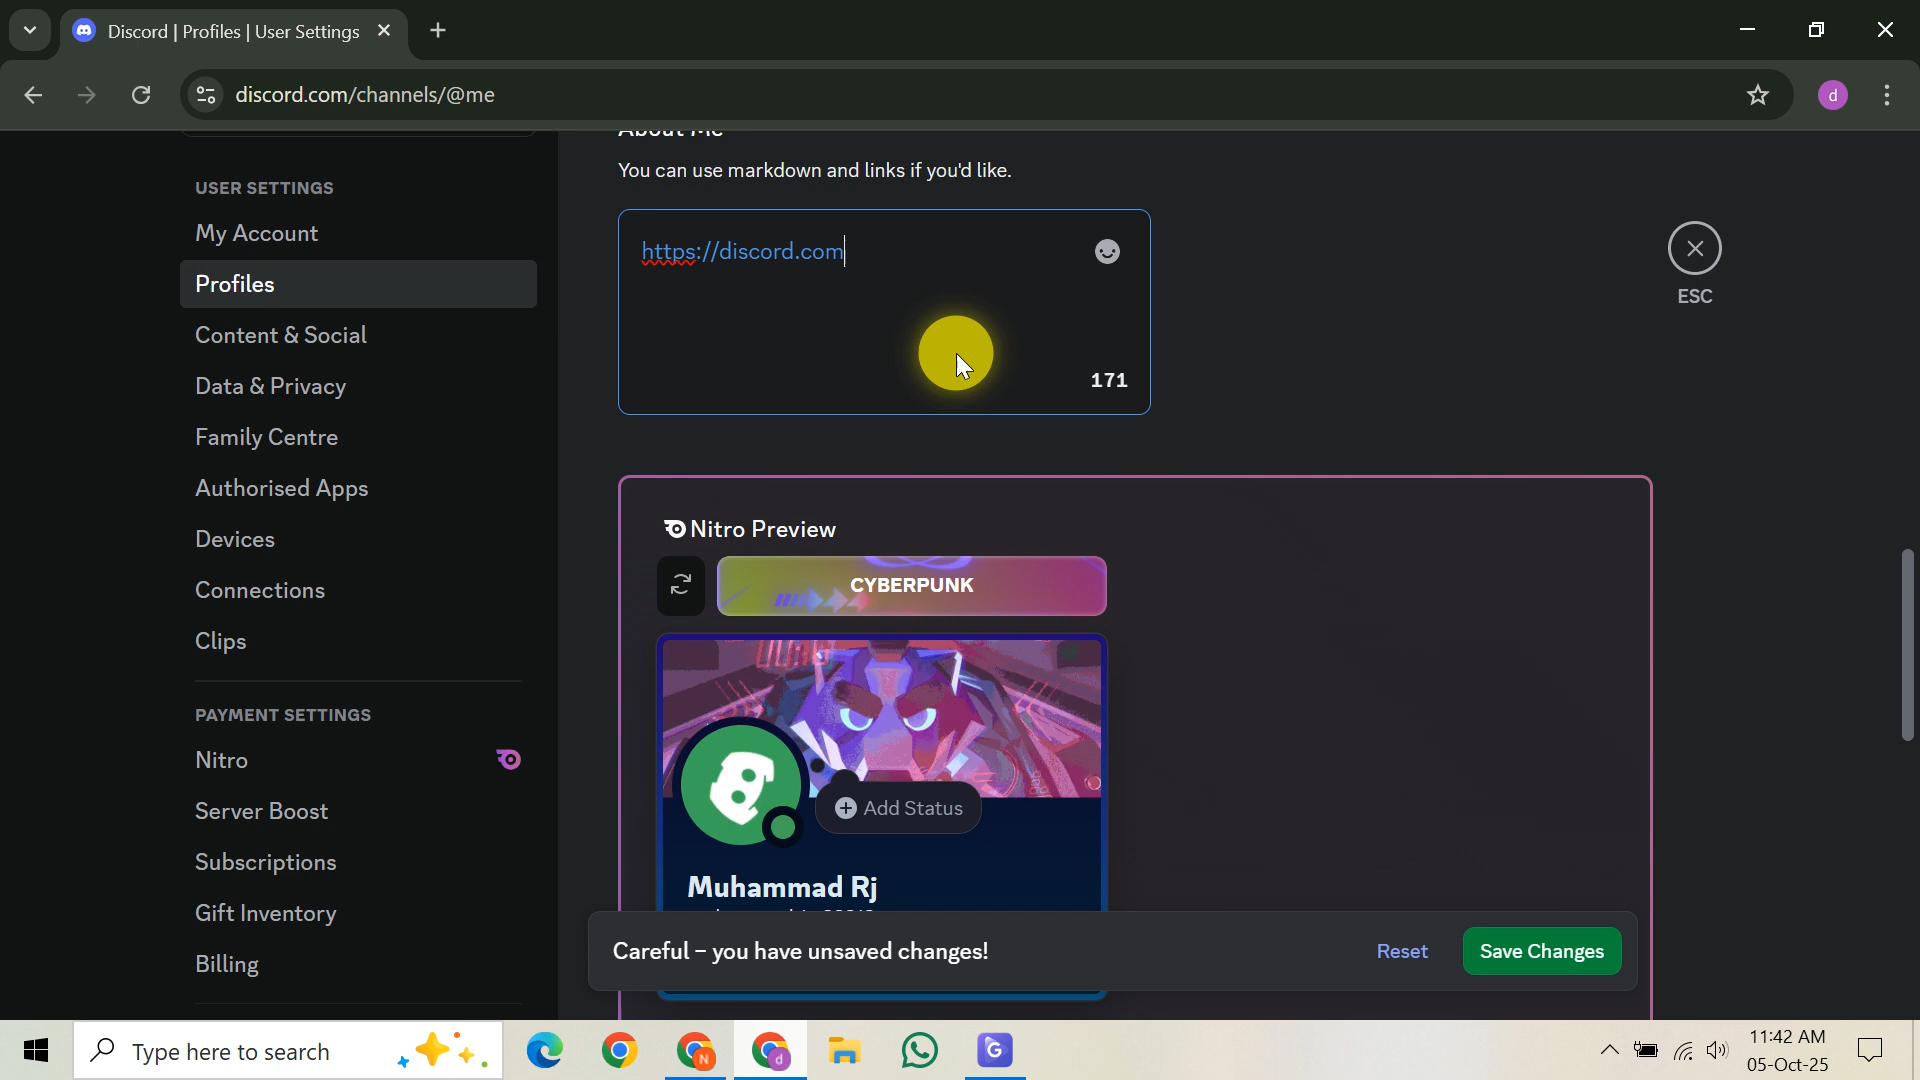 Discord | Profiles | User Settings
discord.com/channels/@me
d
About Me
You can use markdown and links if you'd like.
USER SETTINGS
My Account
https://discord.com
Profiles
ESC
Content & Social
Data & Privacy
171
Family Centre
Authorised Apps
Nitro Preview
Devices
CYBERPUNK
Connections
Clips
PAYMENT SETTINGS
Nitro
Server Boost
Add Status
Subscriptions
Muhammad Rj
Gift Inventory
Careful – you have unsaved changes!
Reset
Save Changes
Billing
Type here to search
N
d
G
11:42 AM
05-Oct-25